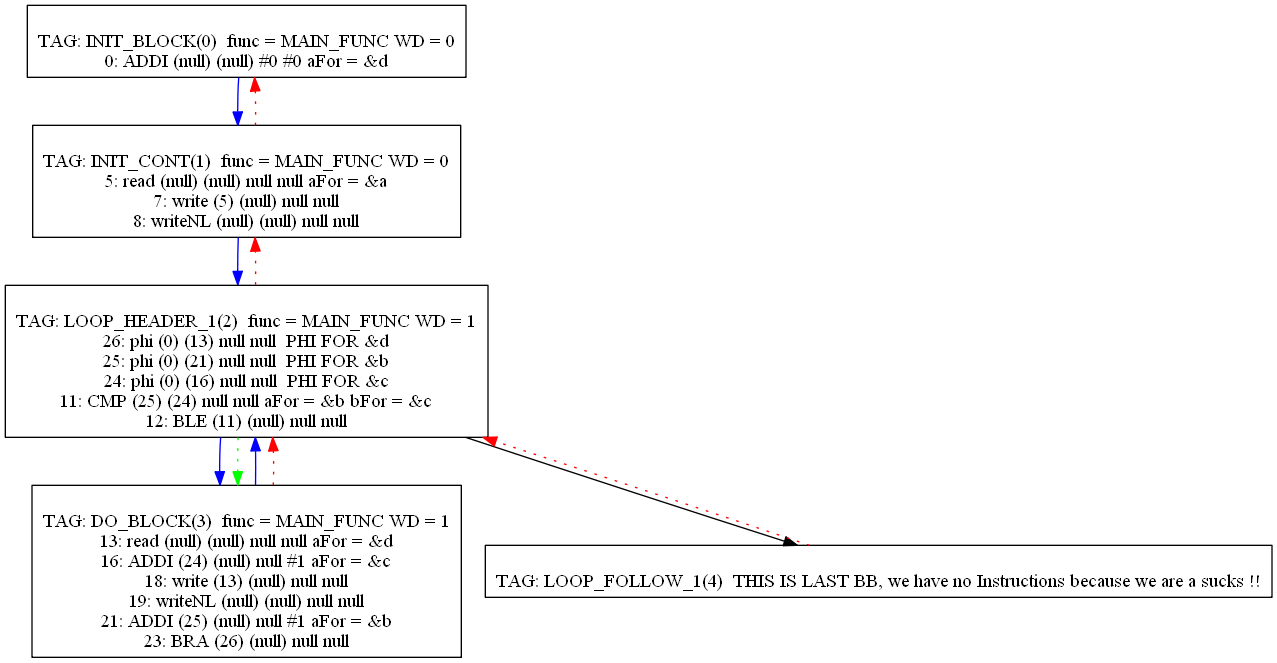 TAG: INIT_BLOCK(0)  func = MAIN_FUNC WD = 0
0: ADDI (null) (null) #0 #0 aFor = &d
TAG: INIT_CONT(1)  func = MAIN_FUNC WD = 0
5: read (null) (null) null null aFor = &a
7: write (5) (null) null null
8: writeNL (null) (null) null null
TAG: LOOP_HEADER_1(2)  func = MAIN_FUNC WD = 1
26: phi (0) (13) null null  PHI FOR &d
25: phi (0) (21) null null  PHI FOR &b
24: phi (0) (16) null null  PHI FOR &c
11: CMP (25) (24) null null aFor = &b bFor = &c
12: BLE (11) (null) null null
TAG: DO_BLOCK(3)  func = MAIN_FUNC WD = 1
13: read (null) (null) null null aFor = &d
16: ADDI (24) (null) null #1 aFor = &c
18: write (13) (null) null null
19: writeNL (null) (null) null null
21: ADDI (25) (null) null #1 aFor = &b
23: BRA (26) (null) null null
TAG: LOOP_FOLLOW_1(4)  THIS IS LAST BB, we have no Instructions because we are a sucks !!